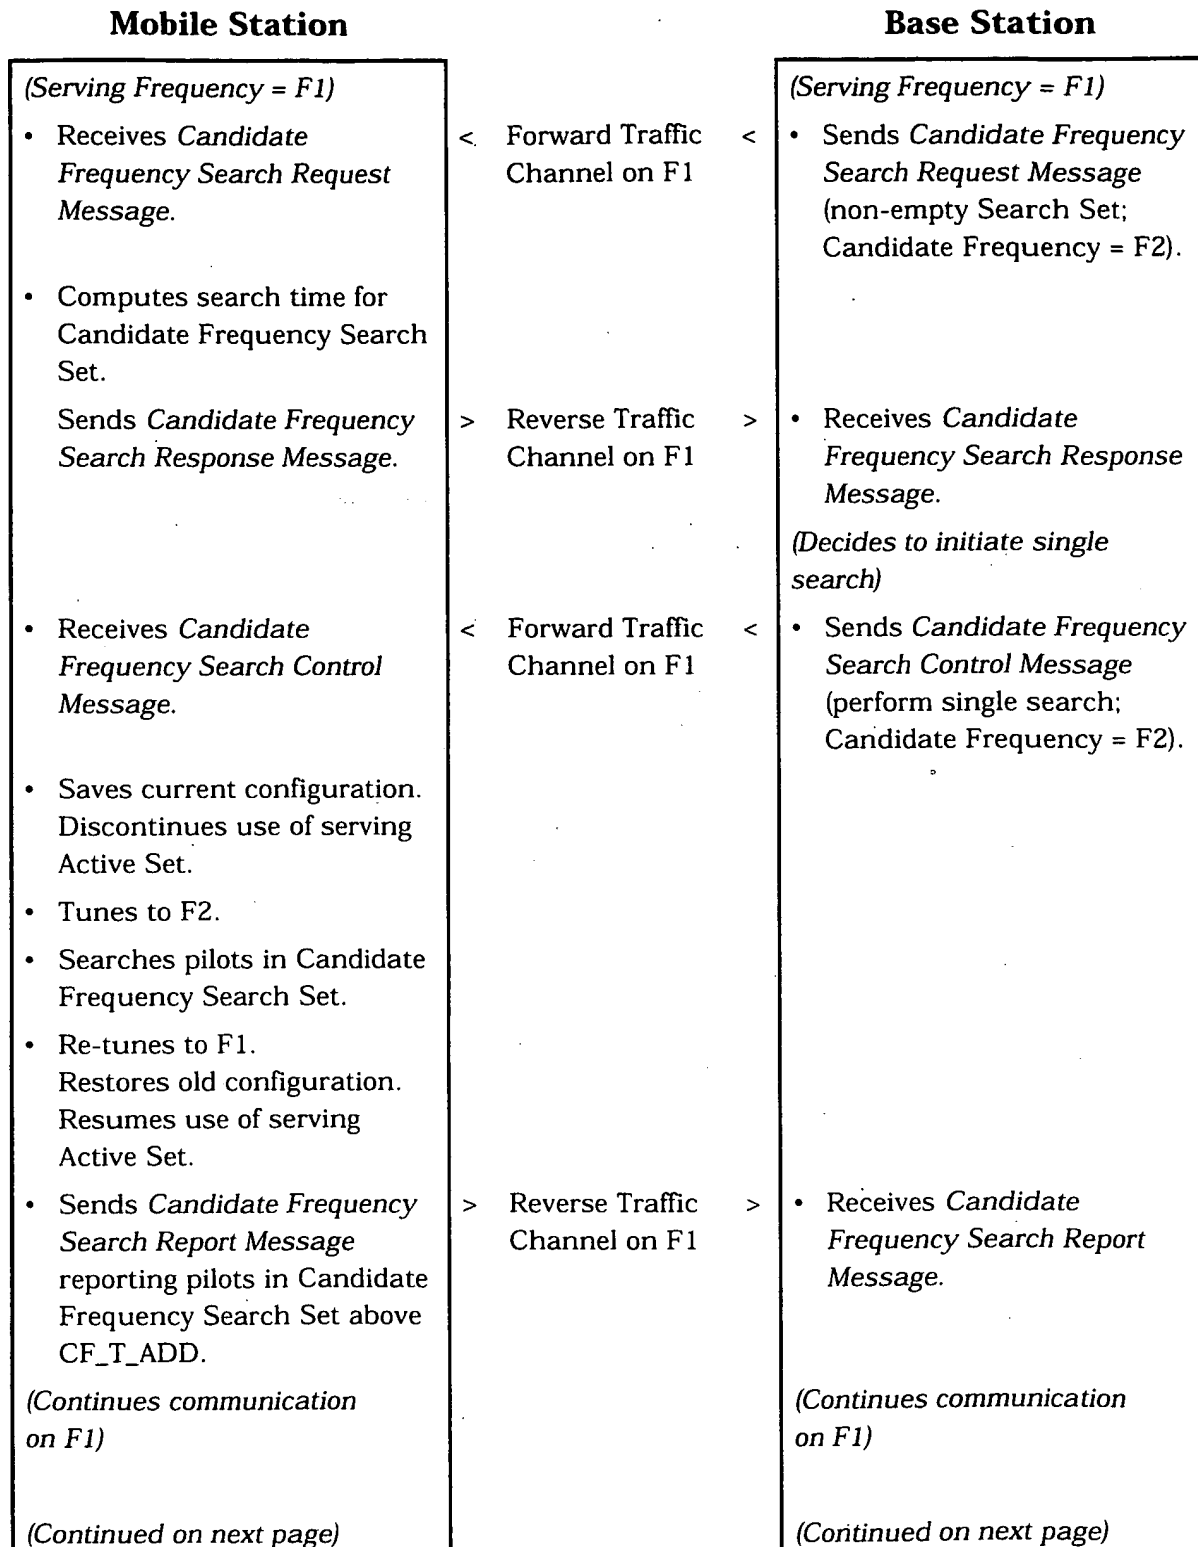 Mobile Station
Base Station
(Serving Frequency = F1)
(Serving Frequency = F1)
• Receives Candidate
Frequency Search Request
Message.
< Forward Traffic <
Channel on F1
• Sends Candidate Frequency
Search Request Message
(non-empty Search Set;
Candidate Frequency = F2).
• Computes search time for
Candidate Frequency Search
Set.
Sends Candidate Frequency
Search Response Message.
> Reverse Traffic >
Channel on F1
• Receives Candidate
Frequency Search Response
Message.
(Decides to initiate single
search)
• Receives Candidate
Frequency Search Control
Message.
< Forward Traffic <
Channel on F1
• Sends Candidate Frequency
Search Control Message
(perform single search;
Candidate Frequency = F2).
• Saves current configuration.
Discontinues use of serving
Active Set.
• Tunes to F2.
• Searches pilots in Candidate
Frequency Search Set.
• Re-tunes to F1.
Restores old configuration.
Resumes use of serving
Active Set.
• Sends Candidate Frequency
Search Report Message
reporting pilots in Candidate
Frequency Search Set above
CF_T_ADD.
> Reverse Traffic >
Channel on F1
• Receives Candidate
Frequency Search Report
Message.
(Continues communication
on F1)
(Continues communication
on F1)
(Continued on next page)
(Continued on next page)